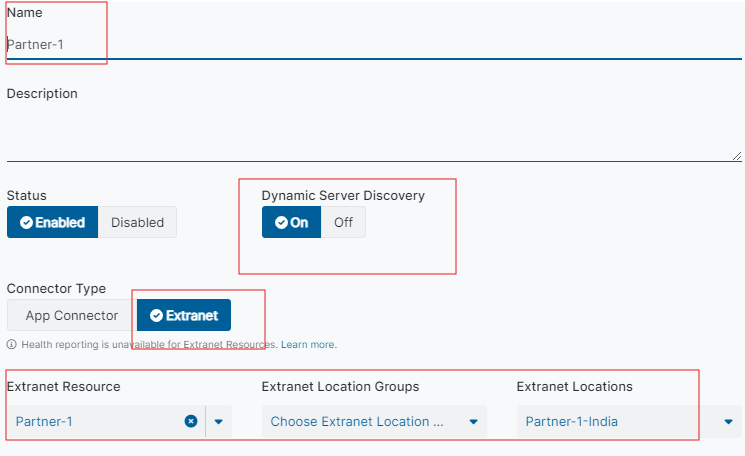 Name
Partner-1
Description
Status
Dynamic Server Discovery
Enabled Disabled
On Off
Connector Type
App Connector Extranet
Health reporting is unavailable for Extranet Resources. Learn more.
Extranet Resource Extranet Location Groups Extranet Locations
Partner-1 Choose Extranet Location ... Partner-1-India